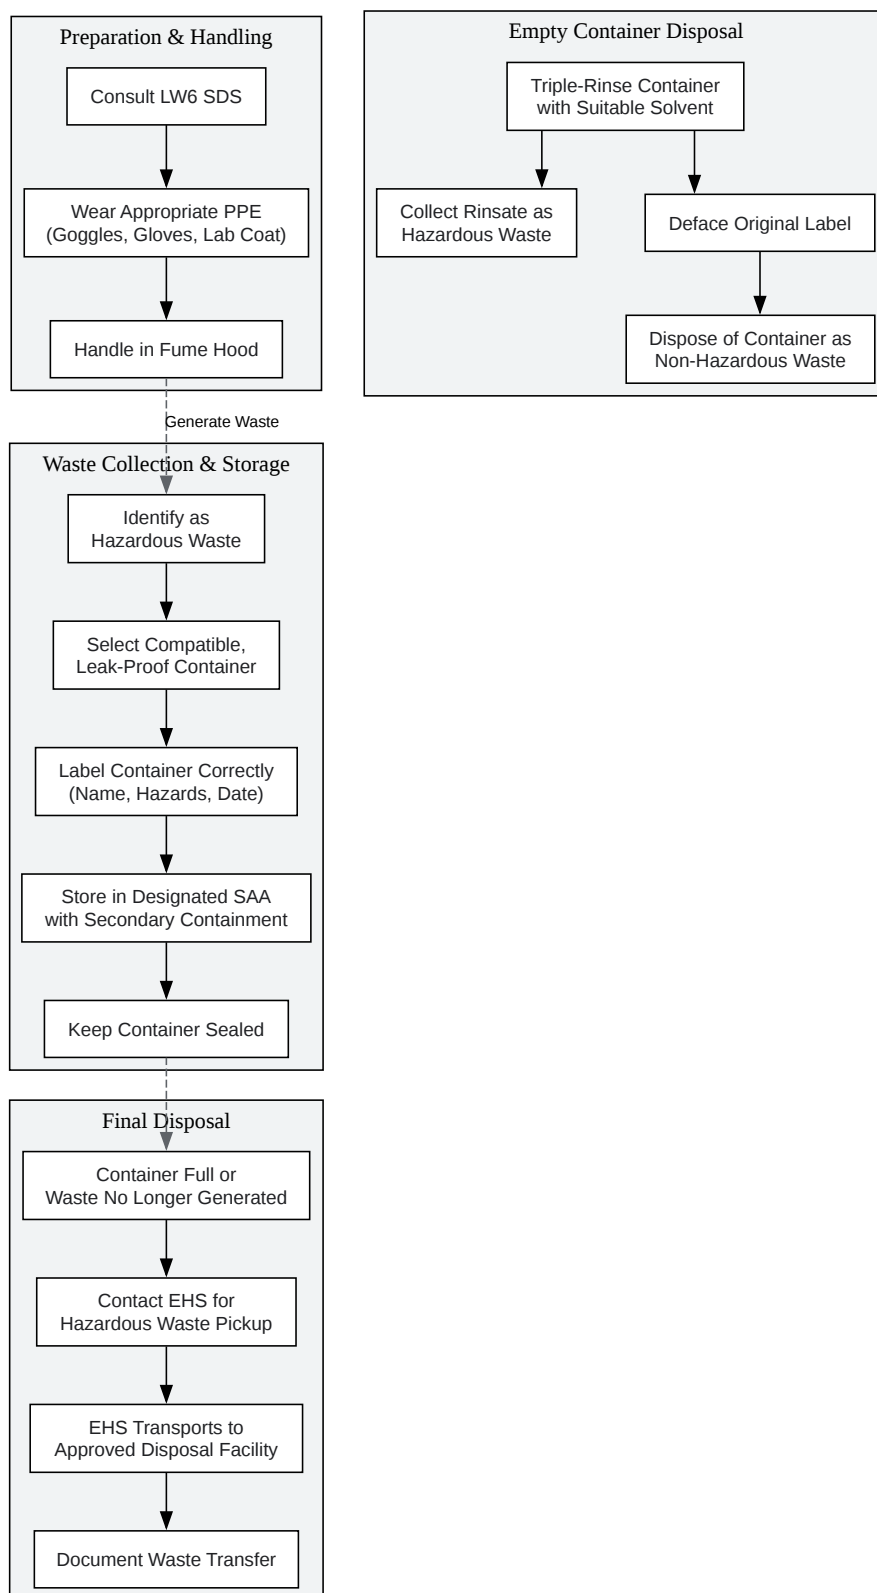 Preparation & Handling
Consult LW6 SDS
Wear Appropriate PPE
(Goggles, Gloves, Lab Coat)
Handle in Fume Hood
Generate Waste
Waste Collection & Storage
Identify as
Hazardous Waste
Select Compatible,
Leak-Proof Container
Label Container Correctly
(Name, Hazards, Date)
Store in Designated SAA
with Secondary Containment
Keep Container Sealed
Final Disposal
Container Full or
Waste No Longer Generated
Contact EHS for
Hazardous Waste Pickup
EHS Transports to
Approved Disposal Facility
Document Waste Transfer
Empty Container Disposal
Triple-Rinse Container
with Suitable Solvent
Collect Rinsate as
Hazardous Waste
Deface Original Label
Dispose of Container as
Non-Hazardous Waste